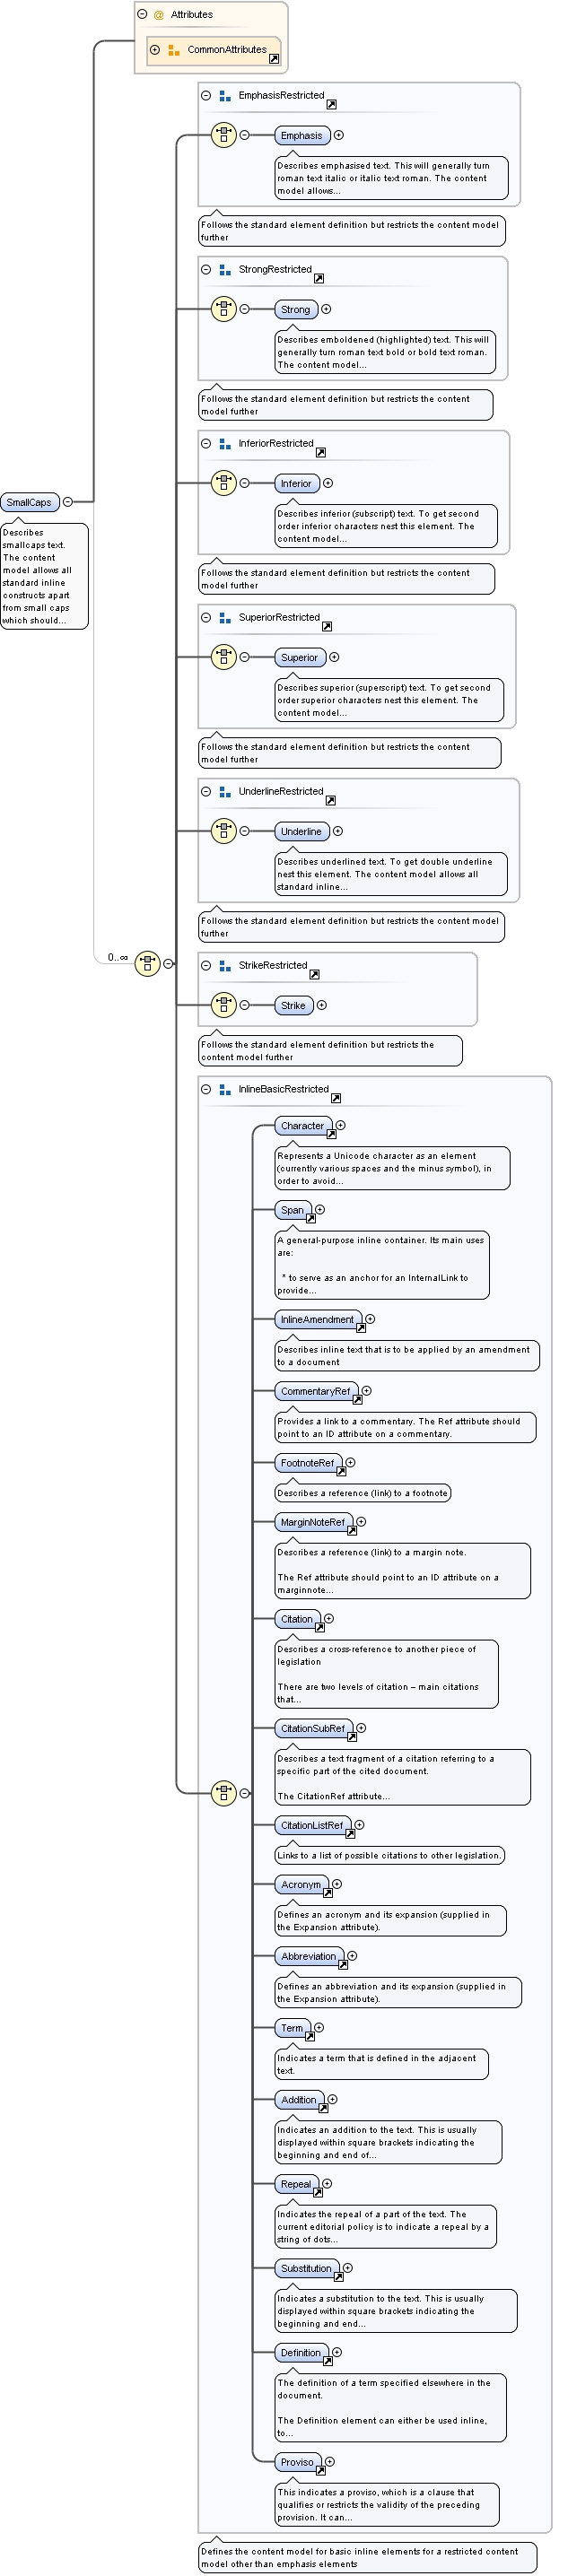 Attributes
CommonAttributes
EmphasisRestricted
Emphasis
Describes emphasised text. This will generally turn
roman text italic or italic text roman. The content
model allows...
Follows the standard element definition but restricts the content model
further
StrongRestricted
Strong
Describes emboldened (highlighted) text. This will
generally turn roman text bold or bold text roman.
The content model...
Follows the standard element definition but restricts the content
model further
InferiorRestricted
Inferior
Describes inferior (subscript) text. To get second
order inferior characters nest this element. The
content model...
Follows the standard element definition but restricts the content
model further
SmallCaps
Describes
smallcaps text.
The content
model allows all
standard inline
constructs apart
from small caps
which should...
SuperiorRestricted
Superior
Describes superior (superscript) text. To get second
order superior characters nest this element. The
content model...
Follows the standard element definition but restricts the content
model further
UnderlineRestricted
Underline
Describes underlined text. To get double underline
nest this element. The content model allows all
standard inline...
Follows the standard element definition but restricts the content model
further
0..∞
StrikeRestricted
Strike
Follows the standard element definition but restricts the
content model further
InlineBasicRestricted
Character
Represents a Unicode character as an element
(currently various spaces and the minus symbol), in
order to avoid...
Span
A general-purpose inline container. Its main uses
are:
* to serve as an anchor for an InternalLink to
provide...
InlineAmendment
Describes inline text that is to be applied by an amendment
to a document
CommentaryRef
Provides a link to a commentary. The Ref attribute should
point to an ID attribute on a commentary.
FootnoteRef
Describes a reference (link) to a footnote
MarginNoteRef
Describes a reference (link) to a margin note.
The Ref attribute should point to an ID attribute on a
marginnote...
Citation
Describes a cross-reference to another piece of
legislation
There are two levels of citation – main citations
that...
CitationSubRef
Describes a text fragment of a citation referring to a
specific part of the cited document.
The CitationRef attribute...
CitationListRef
Links to a list of possible citations to other legislation.
Acronym
Defines an acronym and its expansion (supplied in
the Expansion attribute).
Abbreviation
Defines an abbreviation and its expansion (supplied in
the Expansion attribute).
Term
Indicates a term that is defined in the adjacent
text.
Addition
Indicates an addition to the text. This is usually
displayed within square brackets indicating the
beginning and end of...
Repeal
Indicates the repeal of a part of the text. The
current editorial policy is to indicate a repeal by a
string of dots...
Substitution
Indicates a substitution to the text. This is usually
displayed within square brackets indicating the
beginning and end...
Definition
The definition of a term specified elsewhere in the
document.
The Definition element can either be used inline,
to...
Proviso
This indicates a proviso, which is a clause that
qualifies or restricts the validity of the preceding
provision. It can...
Defines the content model for basic inline elements for a restricted content
model other than emphasis elements